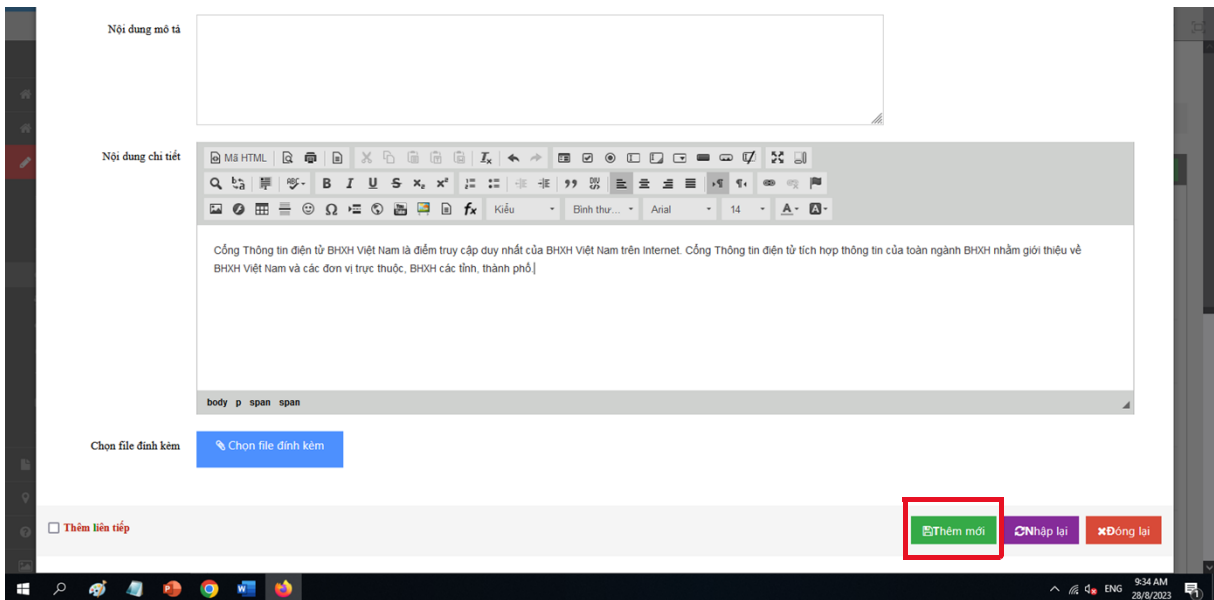 Nội dung mô tả
Nội dung chi tiết
Mã HTML
Kiểu
Bình thư...
Arial
14
Cổng Thông tin điện tử BHXH Việt Nam là điểm truy cập duy nhất của BHXH Việt Nam trên Internet. Cổng Thông tin điện tử tích hợp thông tin của toàn ngành BHXH nhằm giới thiệu về
BHXH Việt Nam và các đơn vị trực thuộc, BHXH các tỉnh, thành phố.
body p span span
Chọn file đính kèm
Chọn file đính kèm
Thêm liên tiếp
Thêm mới
Nhập lại
Đóng lại
ENG
9:34 AM
28/8/2023